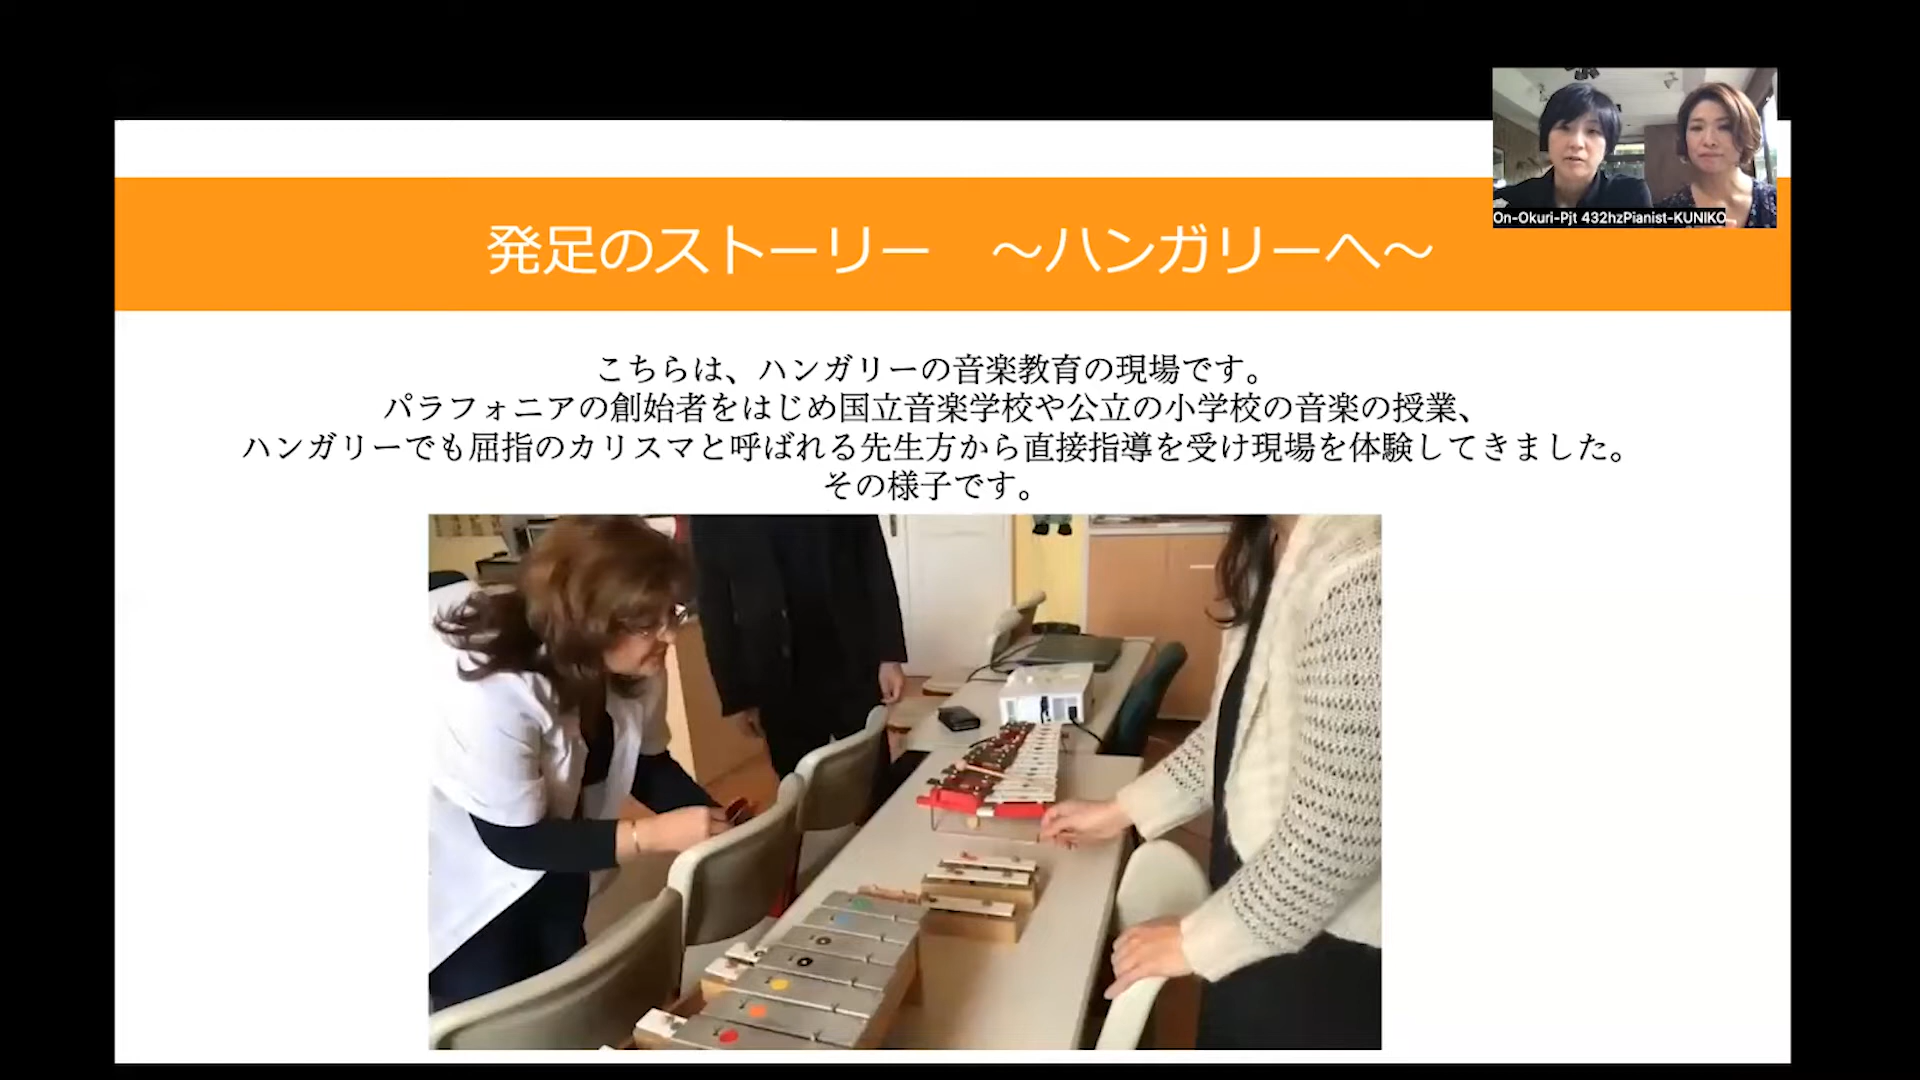 発足のストーリー　～ハンガリーへ～
On-Okuri-Pjt 432hzPianist-KUNIKO
こちらは、ハンガリーの音楽教育の現場です。
パラフォニアの創始者をはじめ国立音楽学校や公立の小学校の音楽の授業、
ハンガリーでも屈指のカリスマと呼ばれる先生方から直接指導を受け現場を体験してきました。
その様子です。